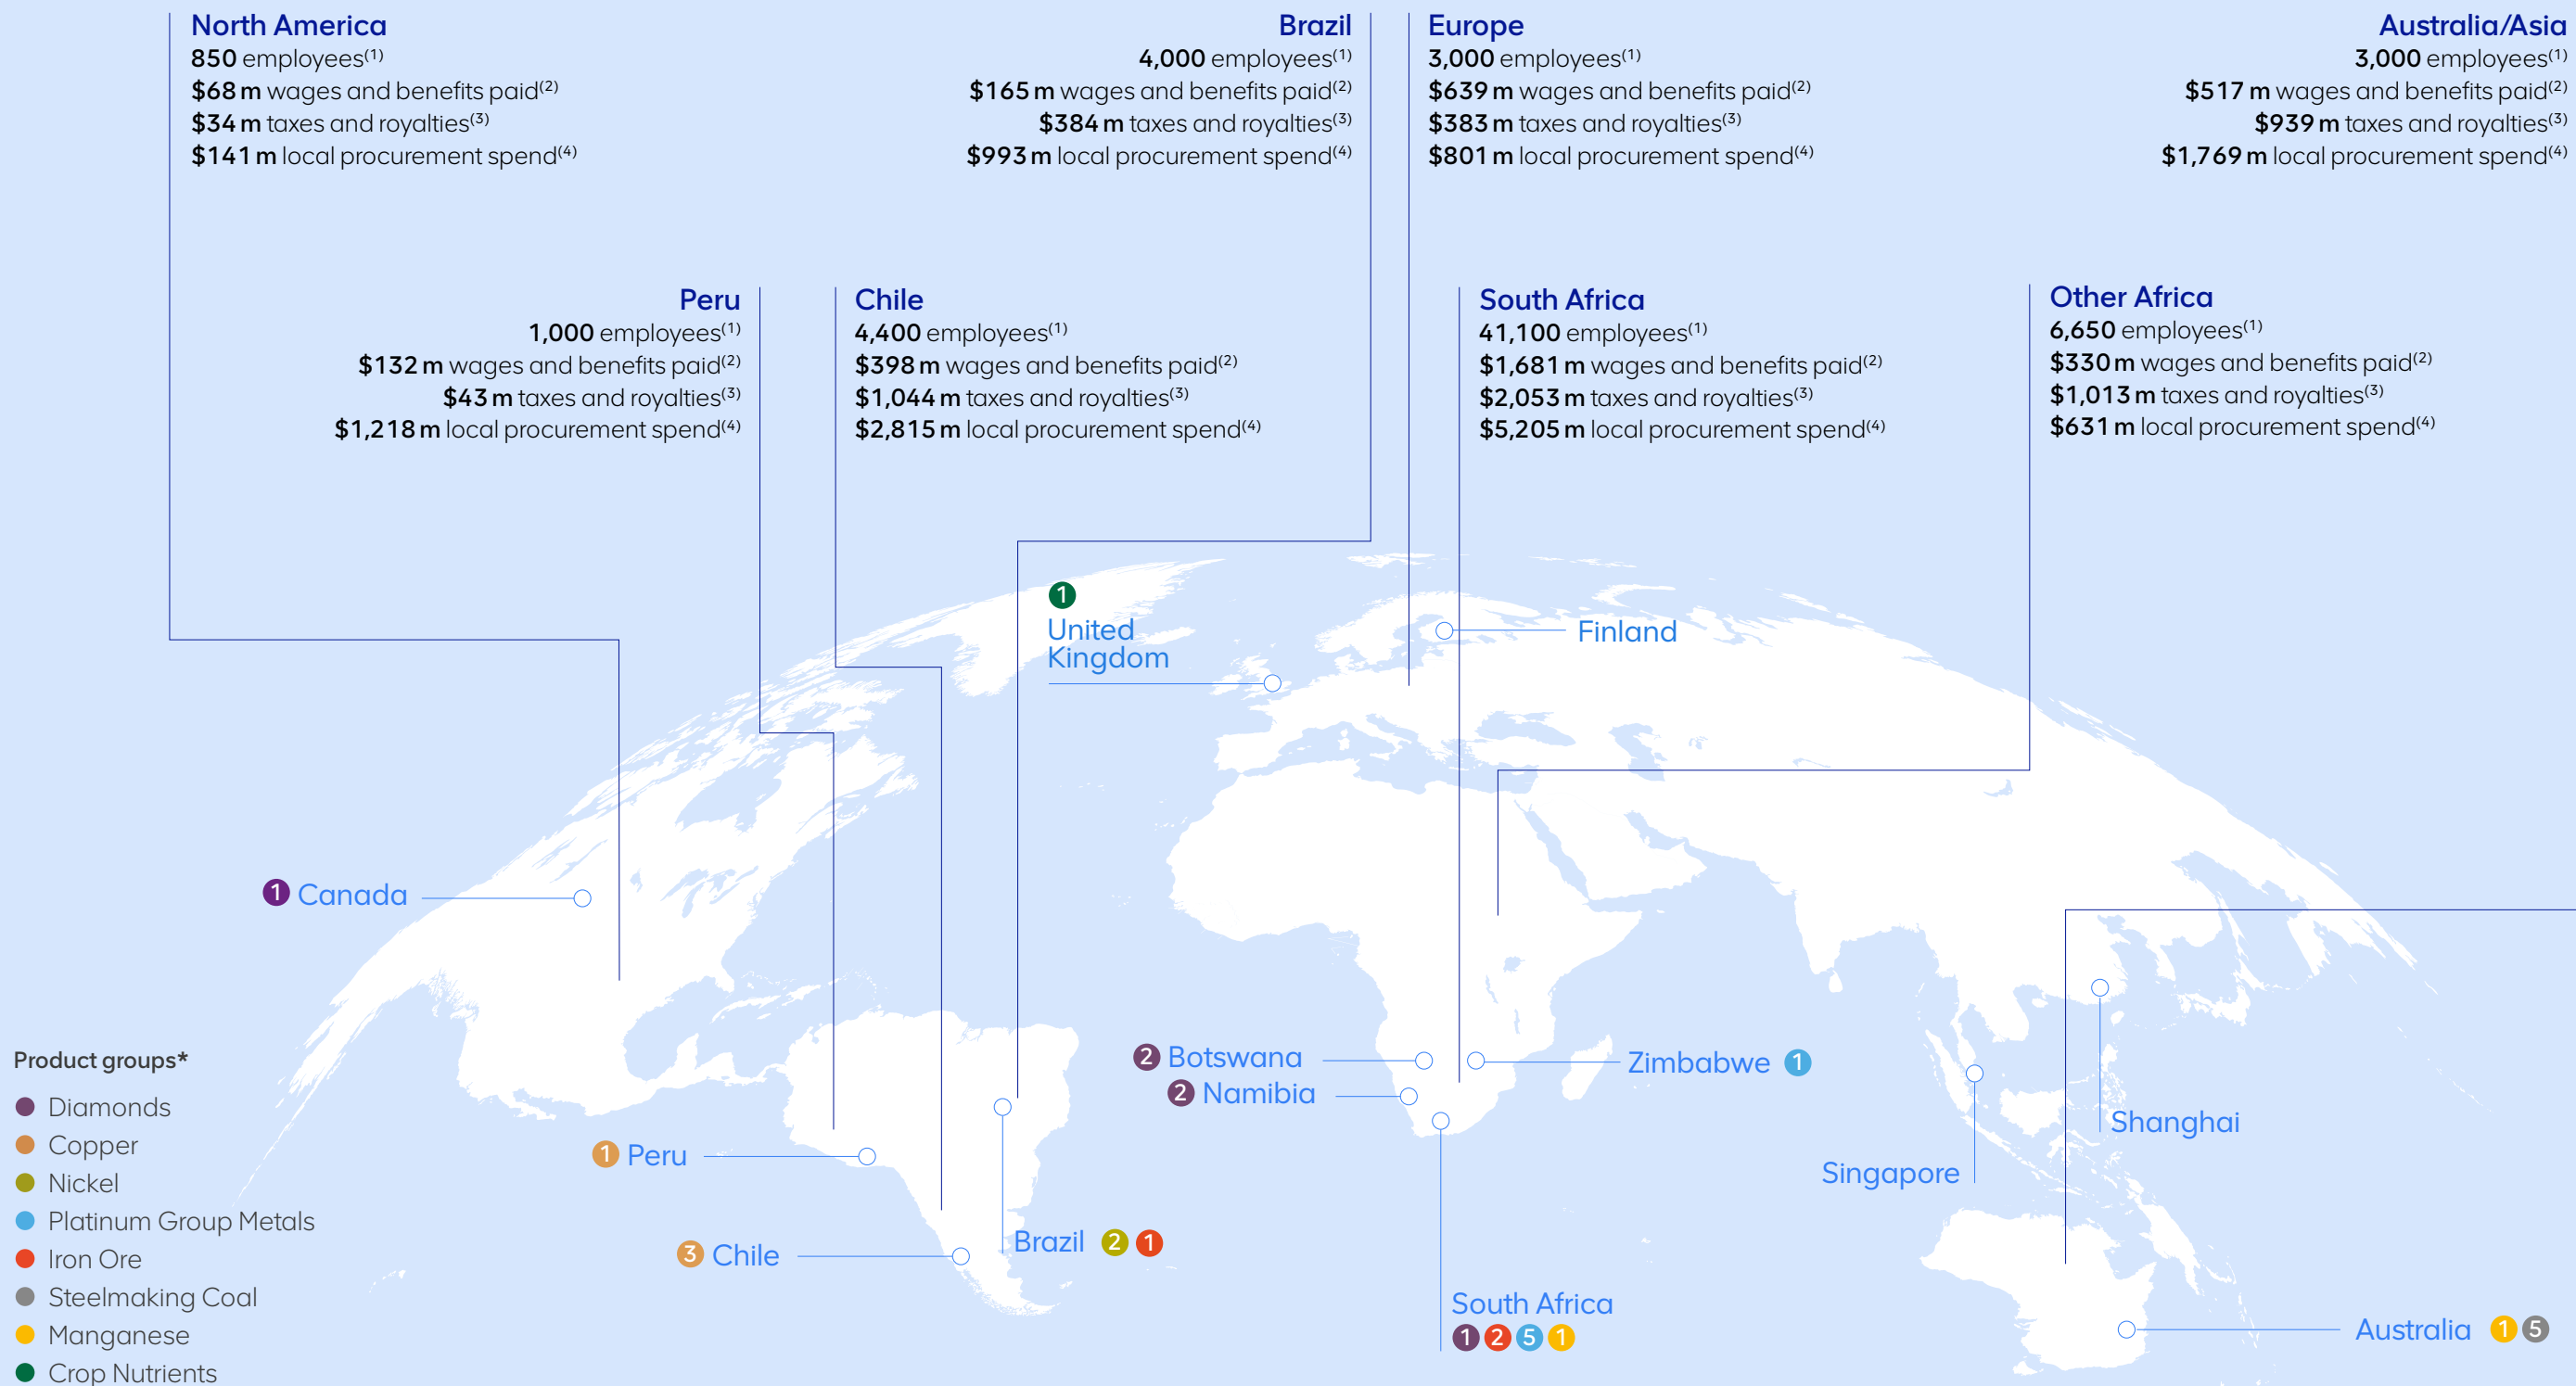 North America
850 employees(1)
$68 m wages and benefits paid(2)
$34 m taxes and royalties(3)
$141 m local procurement spend(4)
Brazil
4,000 employees(1)
$165 m wages and benefits paid(2)
$384 m taxes and royalties(3)
$993 m local procurement spend(4)
Europe
3,000 employees(1)
$639 m wages and benefits paid(2)
$383 m taxes and royalties(3)
$801 m local procurement spend(4)
Australia/Asia
3,000 employees(1)
$517 m wages and benefits paid(2)
$939 m taxes and royalties(3)
$1,769 m local procurement spend(4)
Peru
1,000 employees(1)
$132 m wages and benefits paid(2)
$43 m taxes and royalties(3)
$1,218 m local procurement spend(4)
Chile
4,400 employees(1)
$398 m wages and benefits paid(2)
$1,044 m taxes and royalties(3)
$2,815 m local procurement spend(4)
South Africa
41,100 employees(1)
$1,681 m wages and benefits paid(2)
$2,053 m taxes and royalties(3)
$5,205 m local procurement spend(4)
Other Africa
6,650 employees(1)
$330 m wages and benefits paid(2)
$1,013 m taxes and royalties(3)
$631 m local procurement spend(4)
1
United
Kingdom
Finland
1 Canada
2 Botswana
2 Namibia
Zimbabwe 1
Shanghai
Singapore
1 Peru
3 Chile
Brazil 2 1
South Africa
1 2 5 1
Australia 1 5
Product groups*
Diamonds
Copper
Nickel
Platinum Group Metals
Iron Ore
Steelmaking Coal
Manganese
Crop Nutrients